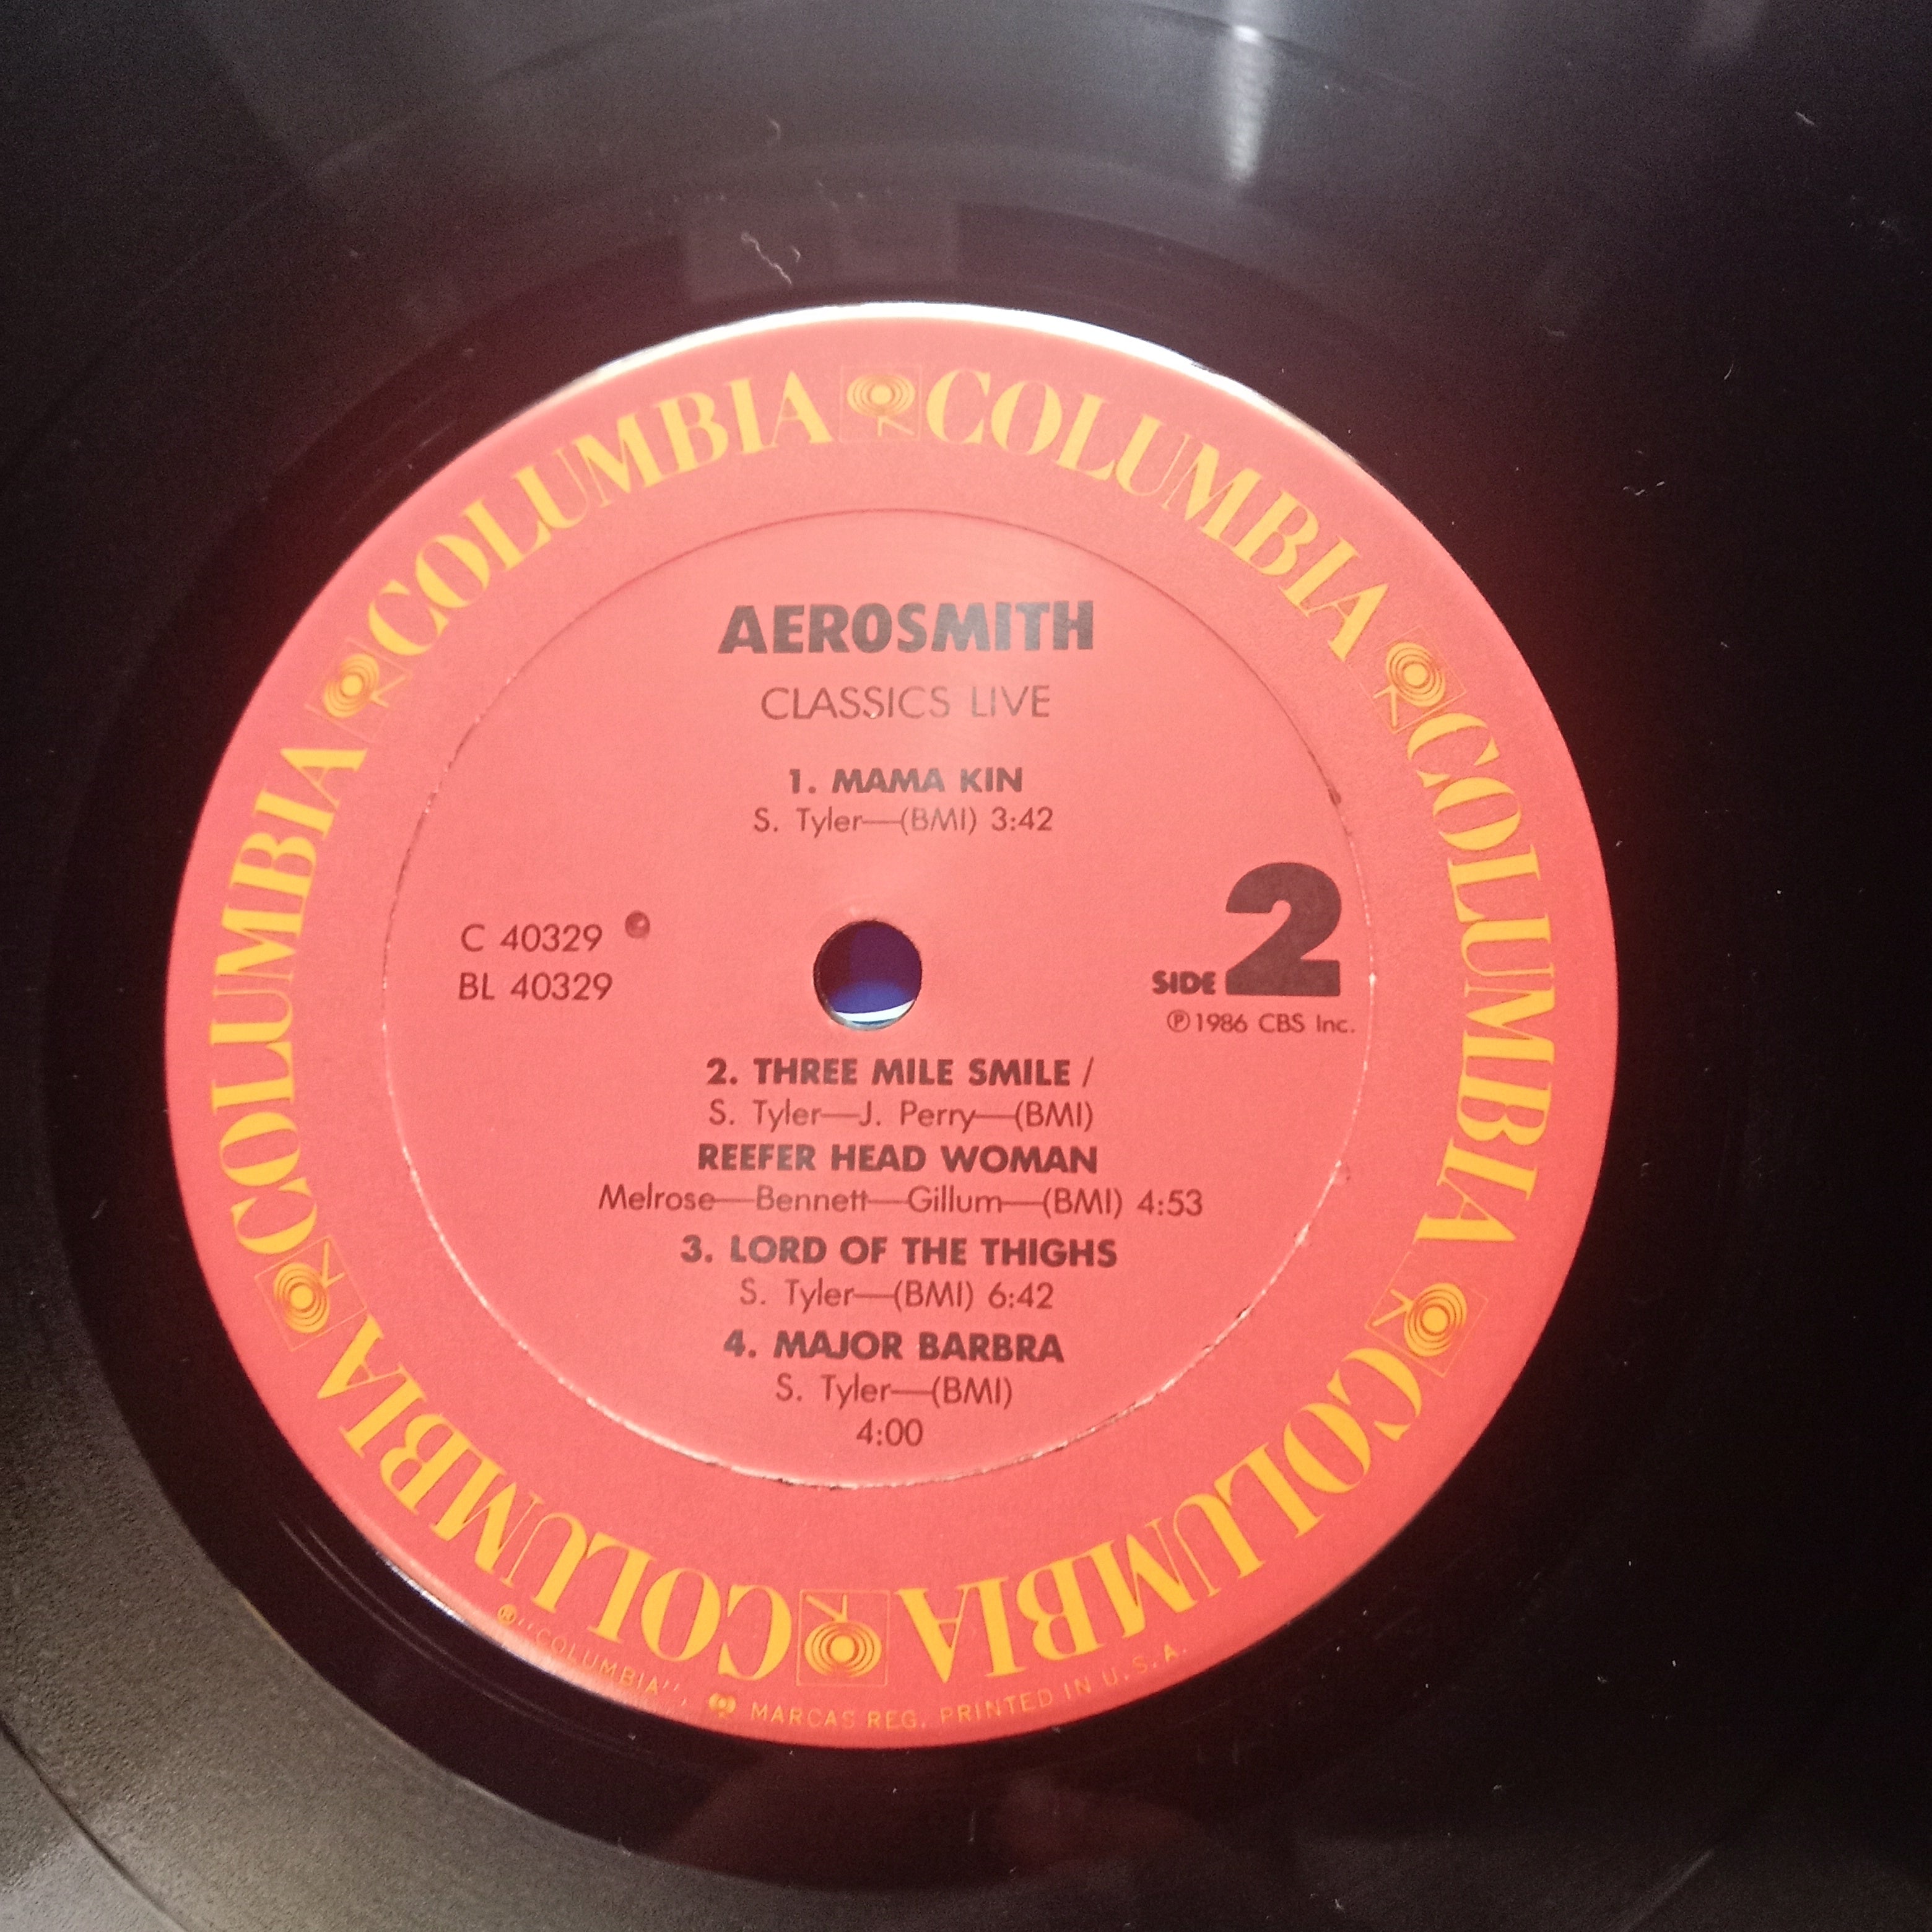 COLUMBIA COLUMBIA COLUMBIA COLUMBIA COLUMBIA COLUMBIA
AEROSMITH
CLASSICS LIVE
1. MAMA KIN
S. Tyler—(BMI) 3:42
C 40329
BL 40329
SIDE 2
℗ 1986 CBS Inc.
2. THREE MILE SMILE /
S. Tyler—J. Perry—(BMI)
REEFER HEAD WOMAN
Melrose—Bennett—Gillum—(BMI) 4:53
3. LORD OF THE THIGHS
S. Tyler—(BMI) 6:42
4. MAJOR BARBRA
S. Tyler—(BMI)
4:00
® "COLUMBIA", MARCAS REG. PRINTED IN U.S.A.